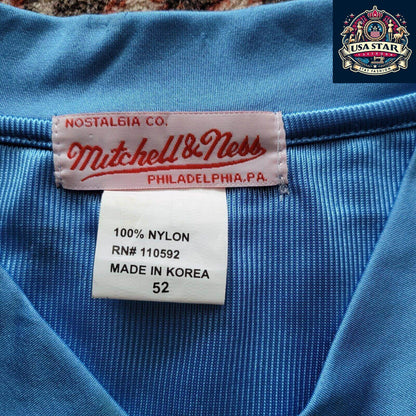 USA STAR
NOSTALGIA CO.
Mitchell & Ness
PHILADELPHIA, PA.
100% NYLON
RN# 110592
MADE IN KOREA
52